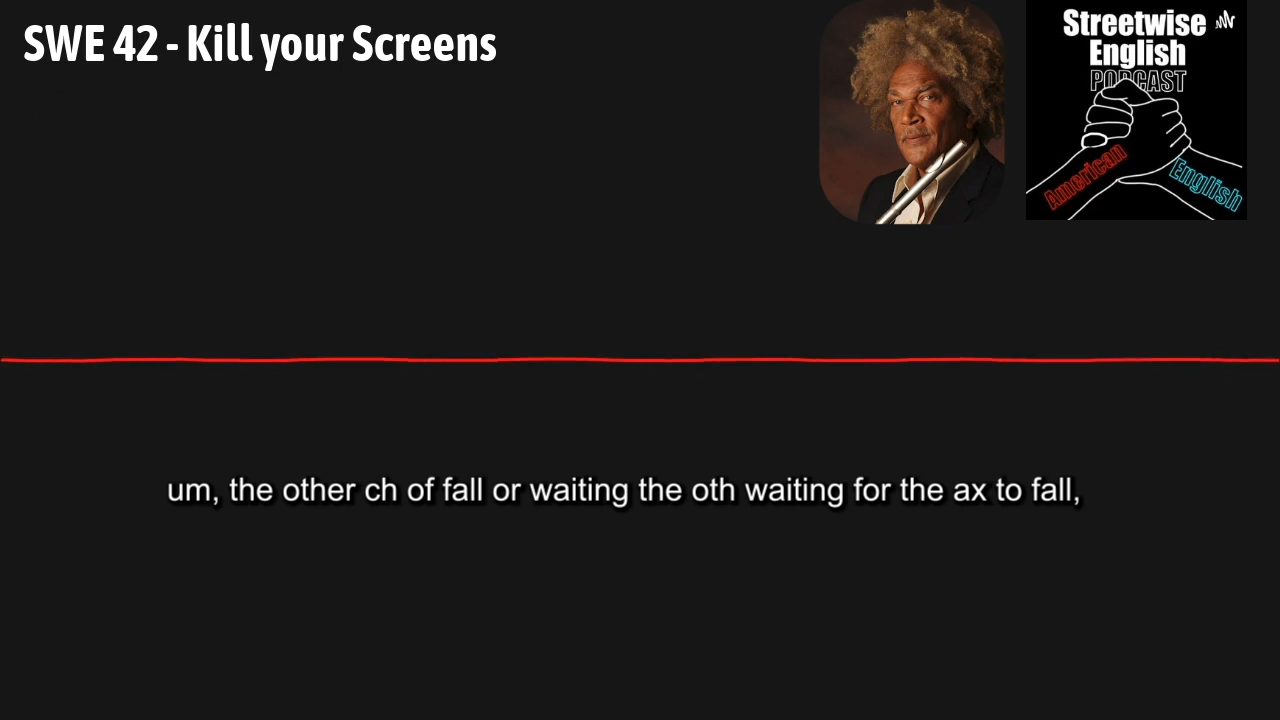 SWE 42 - Kill your Screens
Streetwise
English
PODCAST
American
English
um, the other ch of fall or waiting the oth waiting for the ax to fall,